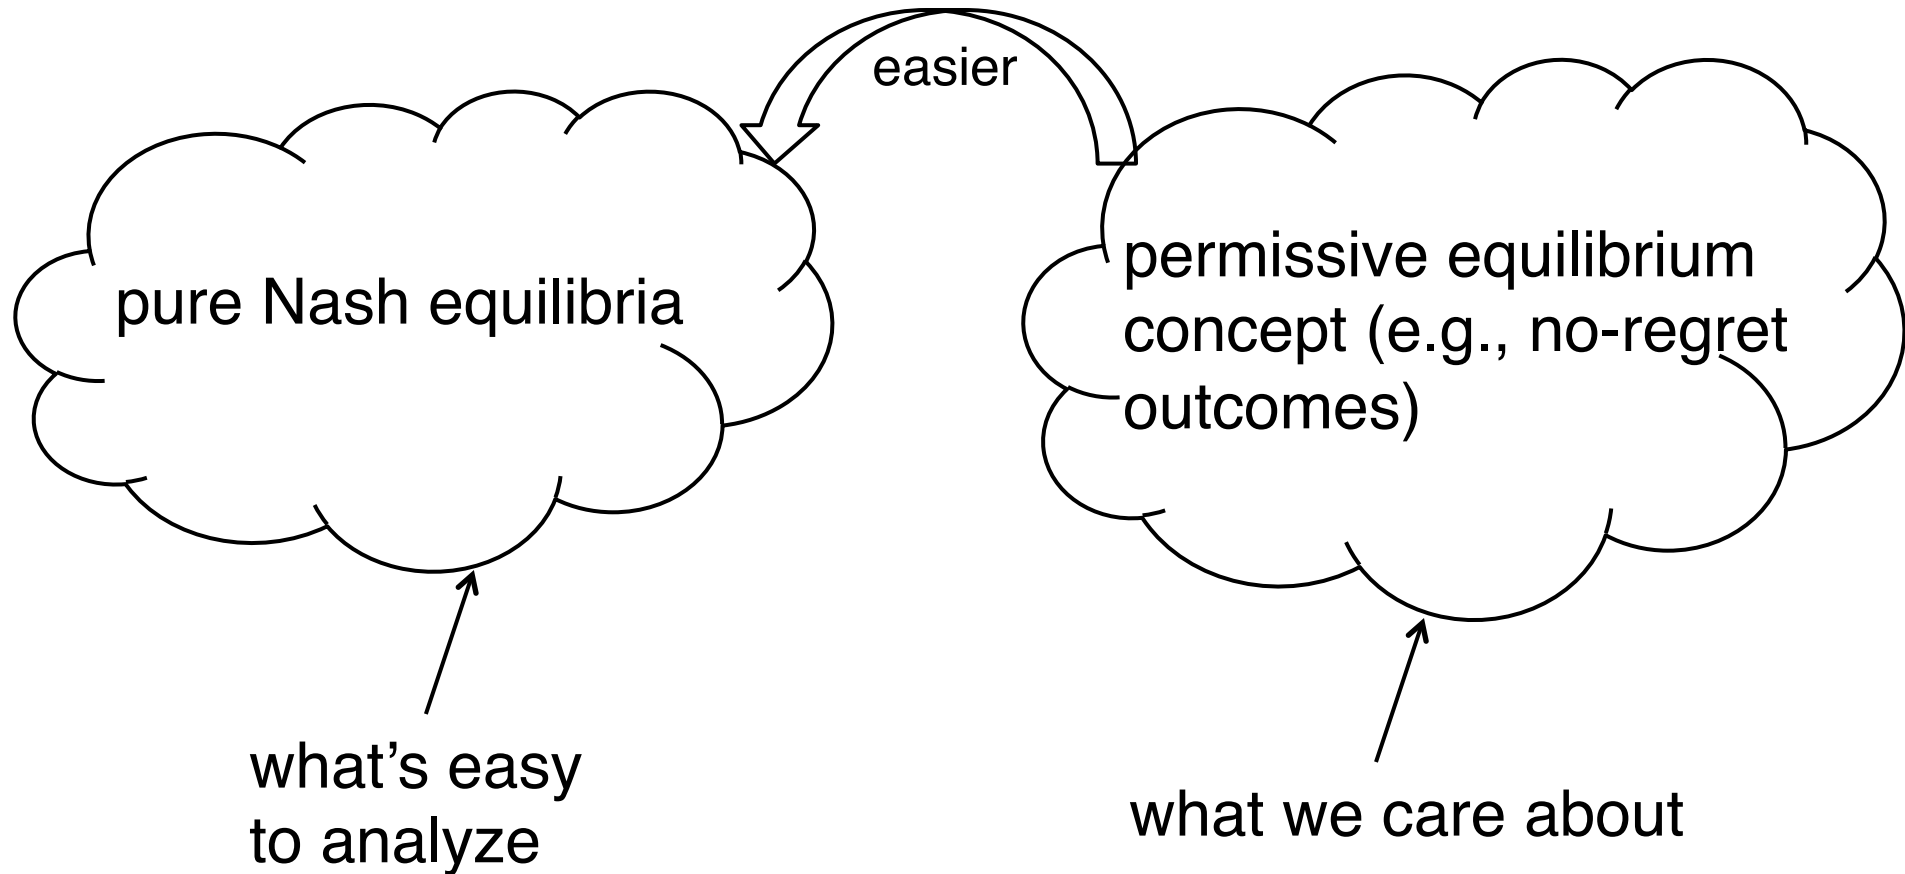 easier
pure Nash equilibria
permissive equilibrium
concept (e.g., no-regret
outcomes)
what’s easy
to analyze
what we care about